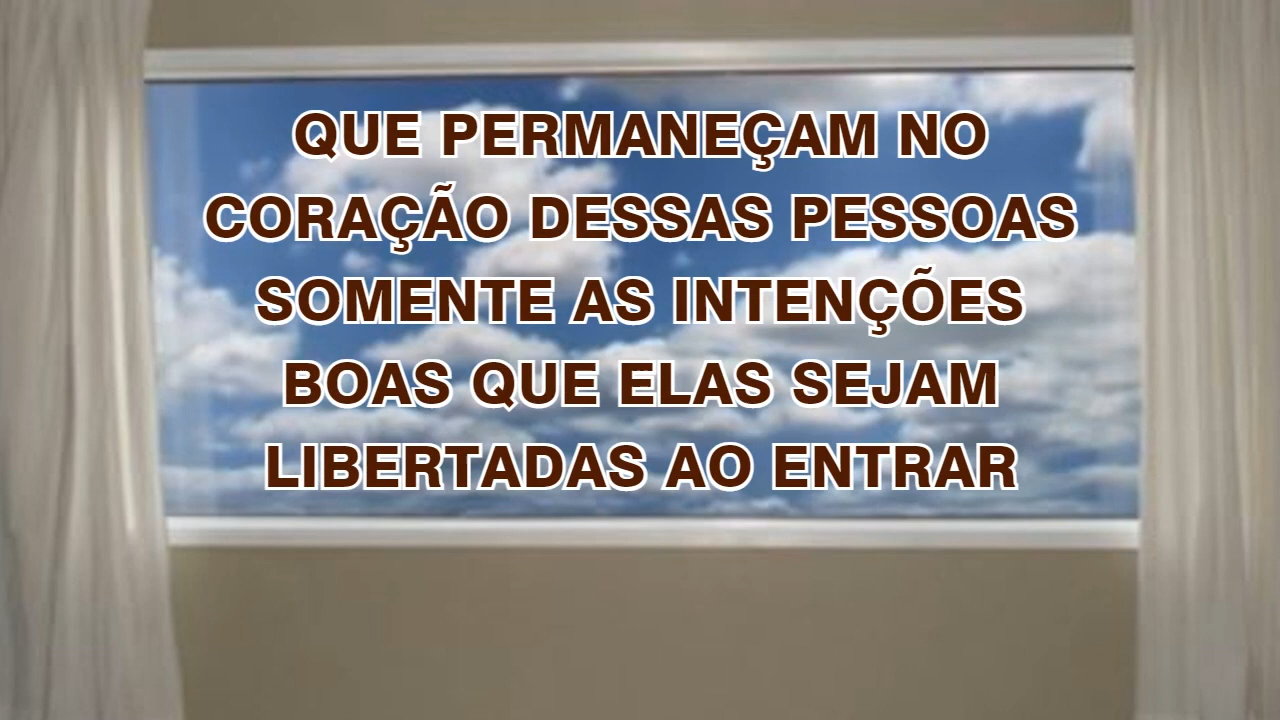 QUE PERMANEÇAM NO
CORAÇÃO DESSAS PESSOAS
SOMENTE AS INTENÇÕES
BOAS QUE ELAS SEJAM
LIBERTADAS AO ENTRAR